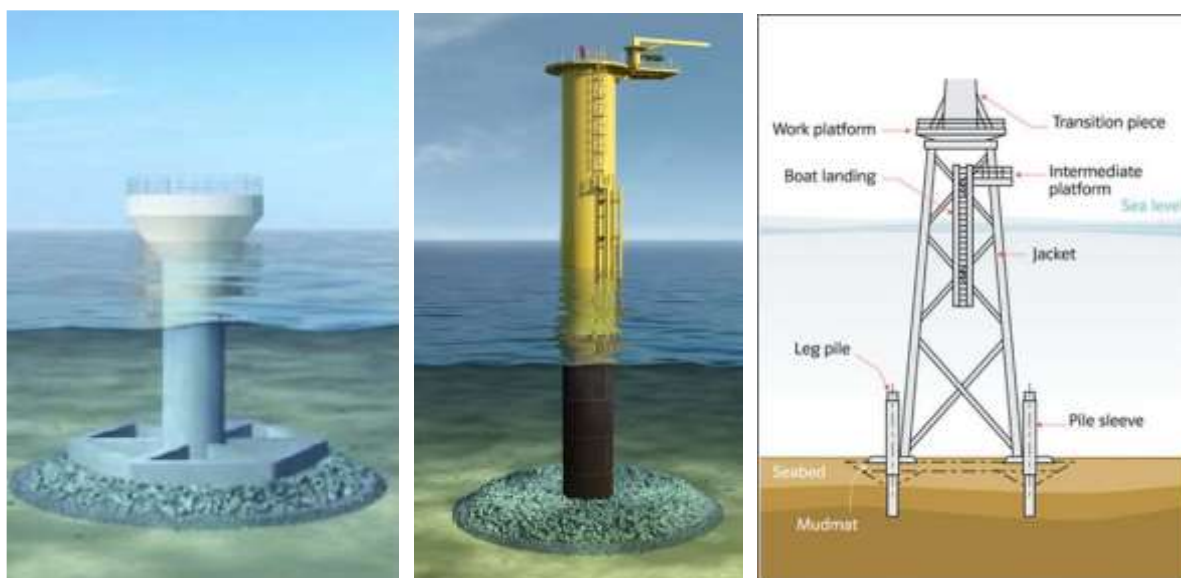 Work platform
Transition piece
Boat landing
Intermediate
platform
Sea level
Jacket
Leg pile
Pile sleeve
Seabed
Mudmat